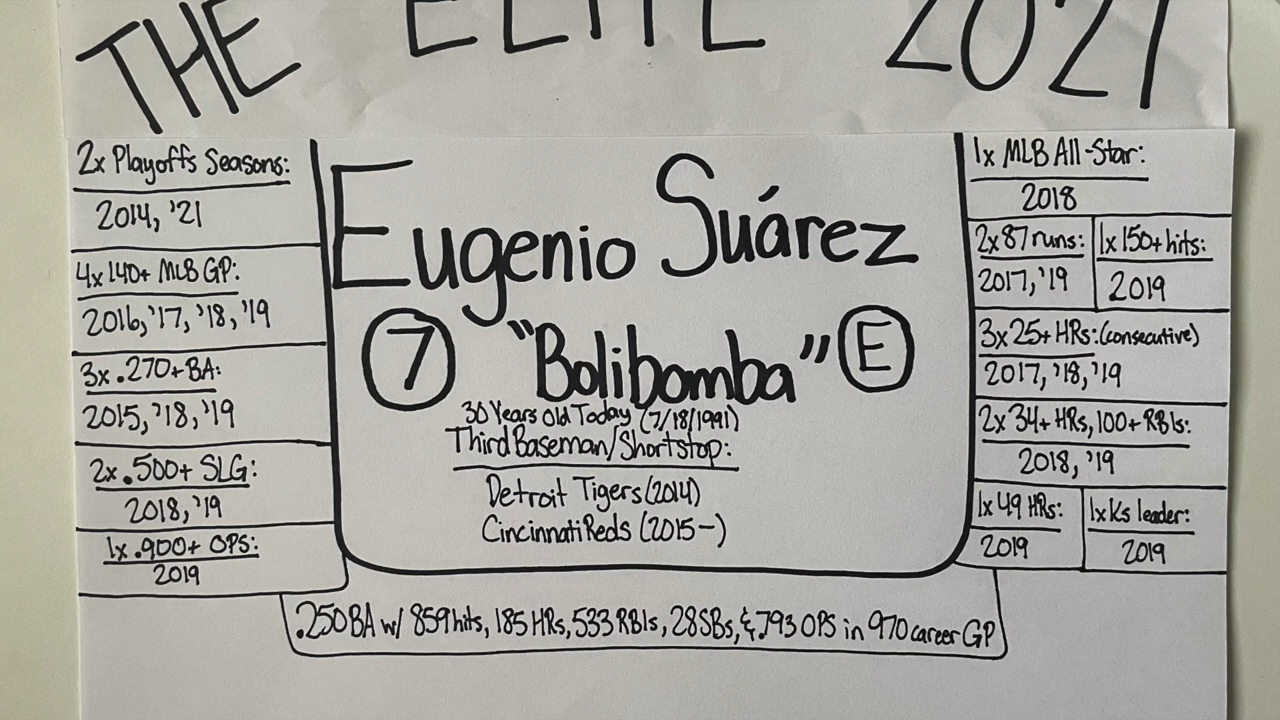 THE ELITE 2021
2x Playoffs Seasons:
2014, '21
4x 140+ MLB GP:
2016, '17, '18, '19
3x .270+ BA:
2015, '18, '19
2x .500+ SLG:
2018, '19
1x .900+ OPS:
2019
Eugenio Suárez
7 "Bolibomba" E
30 Years Old Today (7/18/1991)
Third Baseman/Shortstop:
Detroit Tigers (2014)
Cincinnati Reds (2015-)
1x MLB All-Star:
2018
2x 87 runs:
2017, '19
1x 150+ hits:
2019
3x 25+ HRs: (consecutive)
2017, '18, '19
2x 34+ HRs, 100+ RBIs:
2018, '19
1x 49 HRs:
2019
1x Ks leader:
2019
.250 BA w/ 859 hits, 185 HRs, 533 RBIs, 28 SBs, & .793 OPS in 970 career GP